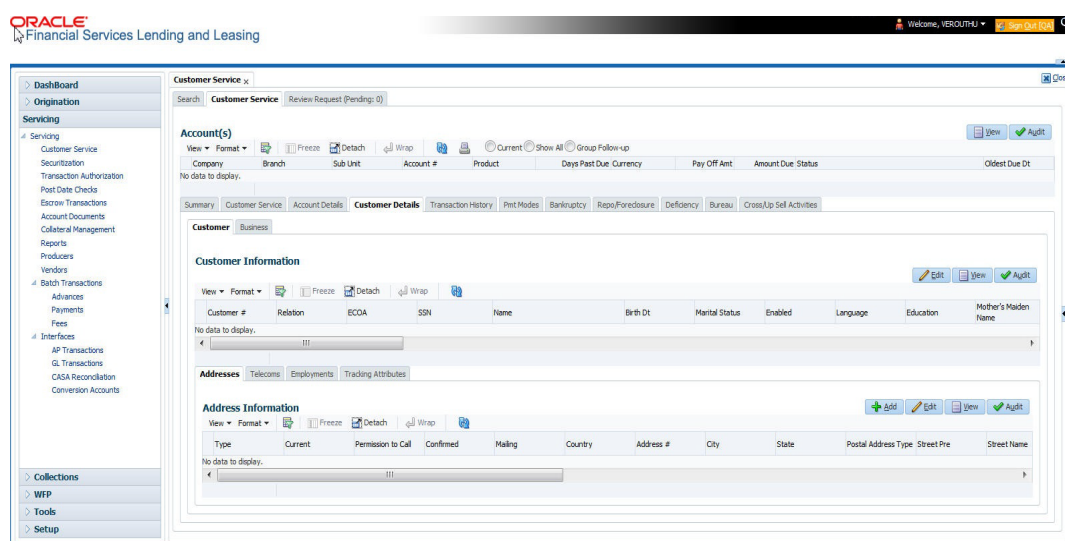 ORACLE
Financial Services Lending and Leasing
Welcome, VEROUTHU
Sign Out [QA]
DashBoard
Origination
Servicing
Servicing
Customer Service
Securitization
Transaction Authorization
Post Date Checks
Escrow Transactions
Account Documents
Collateral Management
Reports
Producers
Vendors
Batch Transactions
Advances
Payments
Fees
Interfaces
AP Transactions
GL Transactions
CASA Reconciliation
Conversion Accounts
Collections
WFP
Tools
Setup
Customer Service x
Search Customer Service Review Request (Pending: 0)
Account(s)
View Audit
View Format Freeze Detach Wrap Current Show All Group Follow-up
Company Branch Sub Unit Account # Product Days Past Due Currency Pay Off Amt Amount Due Status Oldest Due Dt
No data to display.
Summary Customer Service Account Details Customer Details Transaction History Pmt Modes Bankruptcy Repo/Foreclosure Deficiency Bureau Cross/Up Sell Activities
Customer Business
Customer Information
Edit View Audit
View Format Freeze Detach Wrap
Customer # Relation ECOA SSN Name Birth Dt Marital Status Enabled Language Education Mother's Maiden Name
No data to display.
Addresses Telecoms Employments Tracking Attributes
Address Information
Add Edit View Audit
View Format Freeze Detach Wrap
Type Current Permission to Call Confirmed Mailing Country Address # City State Postal Address Type Street Pre Street Name
No data to display.